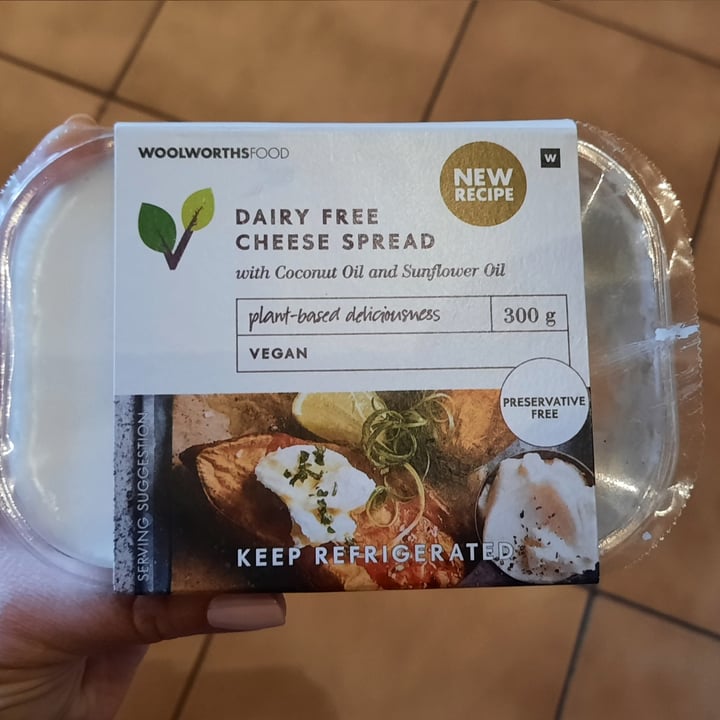 WOOLWORTHSFOOD
NEW
RECIPE
W
DAIRY FREE
CHEESE SPREAD
with Coconut Oil and Sunflower Oil
plant-based deliciousness
300 g
VEGAN
PRESERVATIVE
FREE
SERVING SUGGESTION
KEEP REFRIGERATED